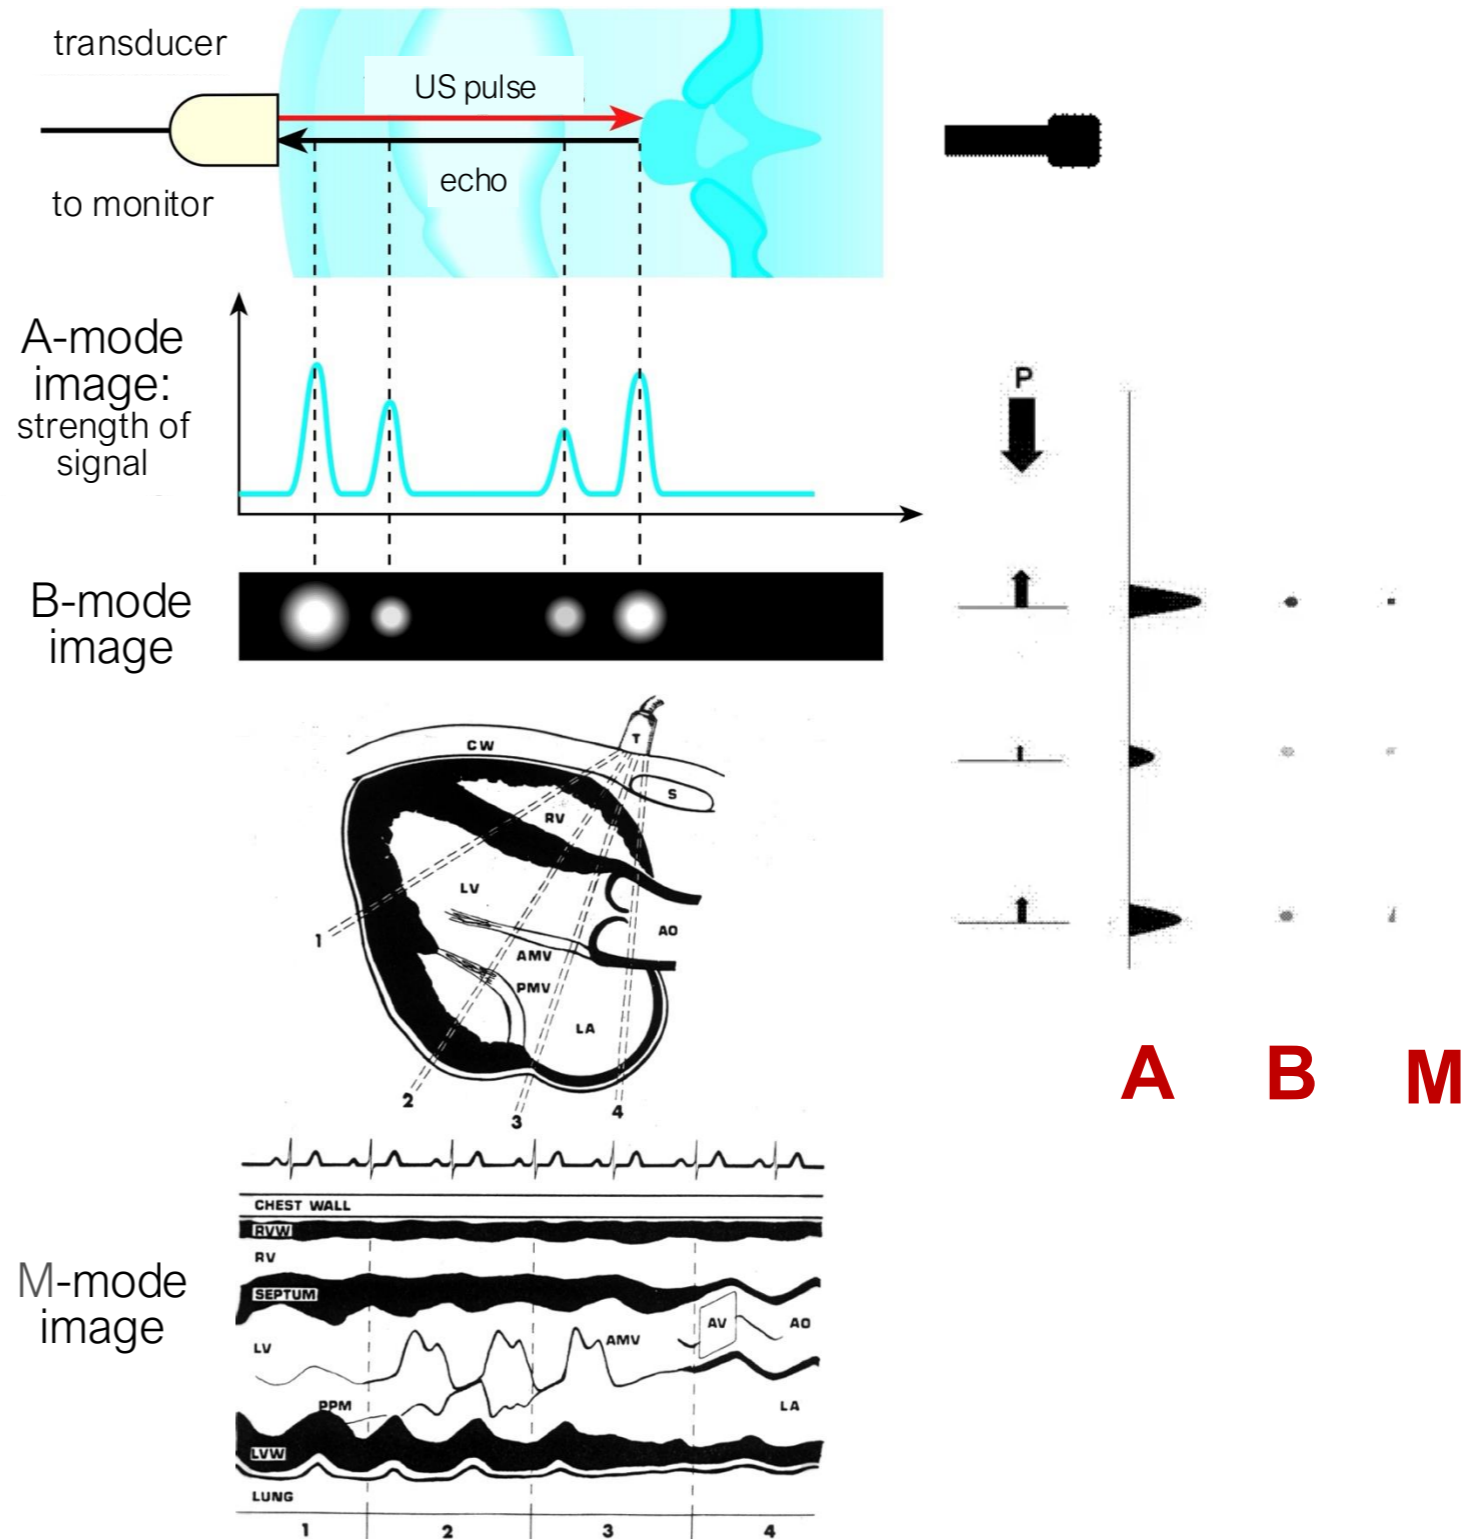 transducer
US pulse
echo
to monitor
A-mode
image:
strength of
signal
P
B-mode
image
T
CW
S
RV
LV
AO
1
AMV
PMV
LA
2
3
4
A B M
CHEST WALL
RVW
RV
M-mode
image
SEPTUM
AV
AO
AMV
LV
PPM
LA
LVW
LUNG
1 2 3 4